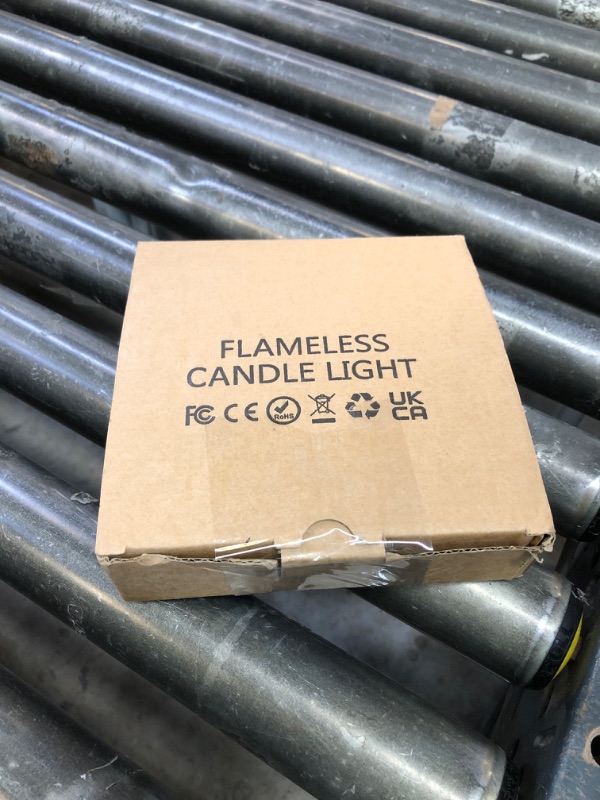 FLAMELESS
CANDLE LIGHT
FC CE RoHS UK
CA